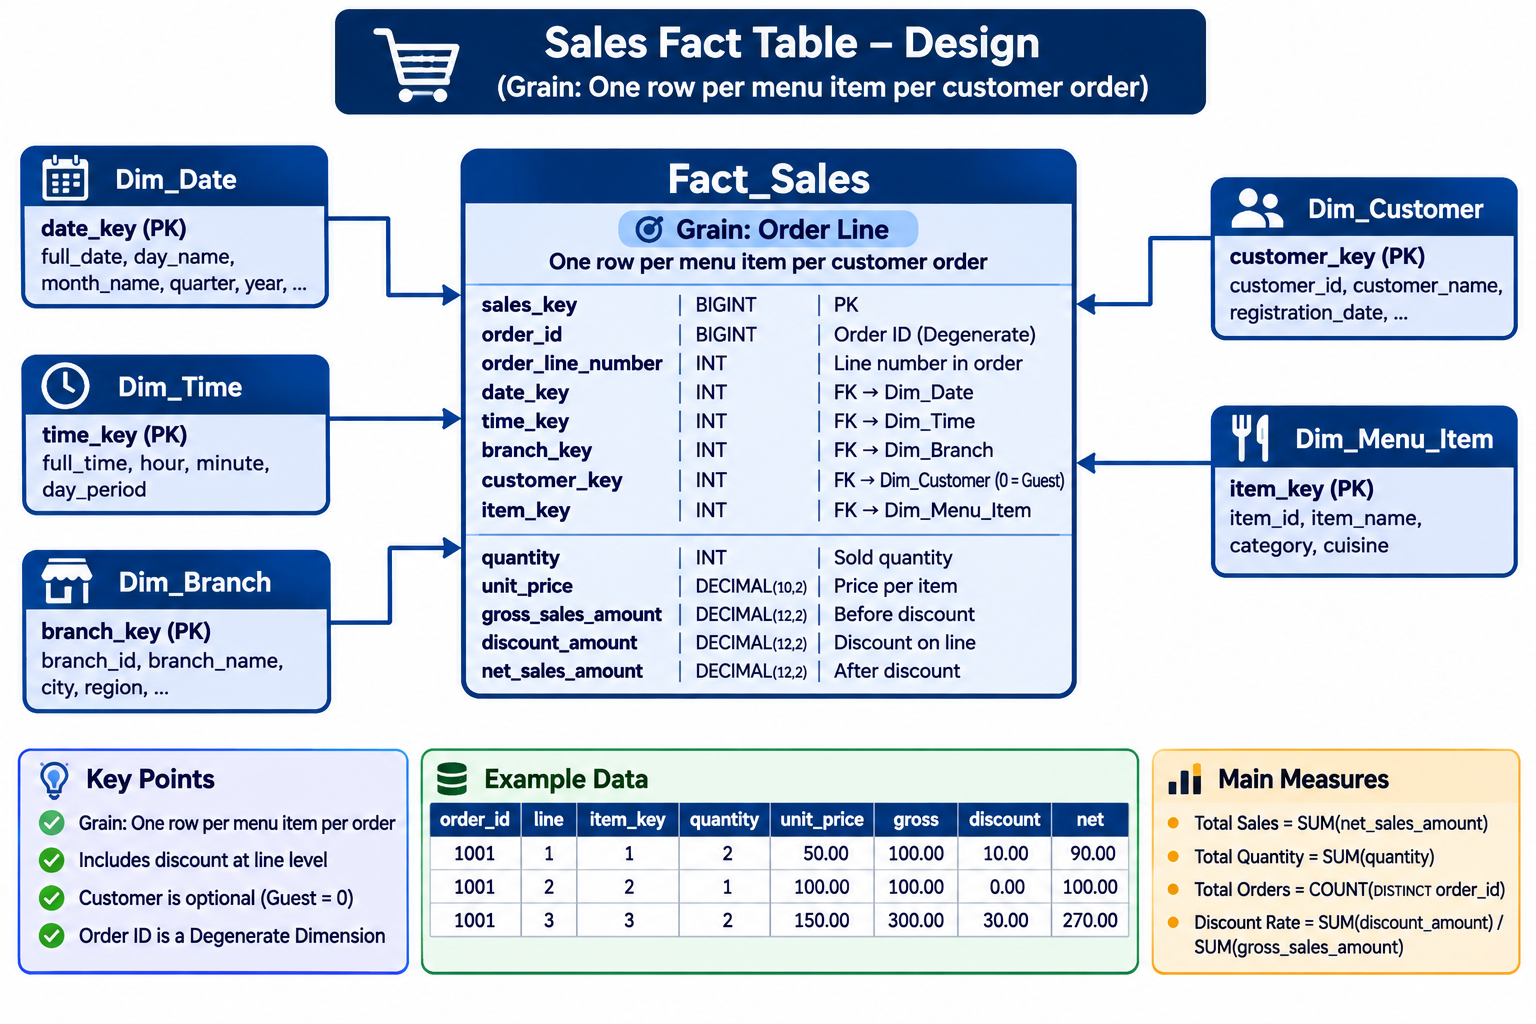 Sales Fact Table – Design
(Grain: One row per menu item per customer order)
Dim_Date
date_key (PK)
full_date, day_name,
month_name, quarter, year, ...
Dim_Time
time_key (PK)
full_time, hour, minute,
day_period
Dim_Branch
branch_key (PK)
branch_id, branch_name,
city, region, ...
Fact_Sales
Grain: Order Line
One row per menu item per customer order
sales_key | BIGINT | PK
order_id | BIGINT | Order ID (Degenerate)
order_line_number | INT | Line number in order
date_key | INT | FK → Dim_Date
time_key | INT | FK → Dim_Time
branch_key | INT | FK → Dim_Branch
customer_key | INT | FK → Dim_Customer (0 = Guest)
item_key | INT | FK → Dim_Menu_Item
quantity | INT | Sold quantity
unit_price | DECIMAL(10,2) | Price per item
gross_sales_amount | DECIMAL(12,2) | Before discount
discount_amount | DECIMAL(12,2) | Discount on line
net_sales_amount | DECIMAL(12,2) | After discount
Dim_Customer
customer_key (PK)
customer_id, customer_name,
registration_date, ...
Dim_Menu_Item
item_key (PK)
item_id, item_name,
category, cuisine
Key Points
Grain: One row per menu item per order
Includes discount at line level
Customer is optional (Guest = 0)
Order ID is a Degenerate Dimension
Example Data
order_id line item_key quantity unit_price gross discount net
1001 1 1 2 50.00 100.00 10.00 90.00
1001 2 2 1 100.00 100.00 0.00 100.00
1001 3 3 2 150.00 300.00 30.00 270.00
Main Measures
Total Sales = SUM(net_sales_amount)
Total Quantity = SUM(quantity)
Total Orders = COUNT(DISTINCT order_id)
Discount Rate = SUM(discount_amount) /
SUM(gross_sales_amount)